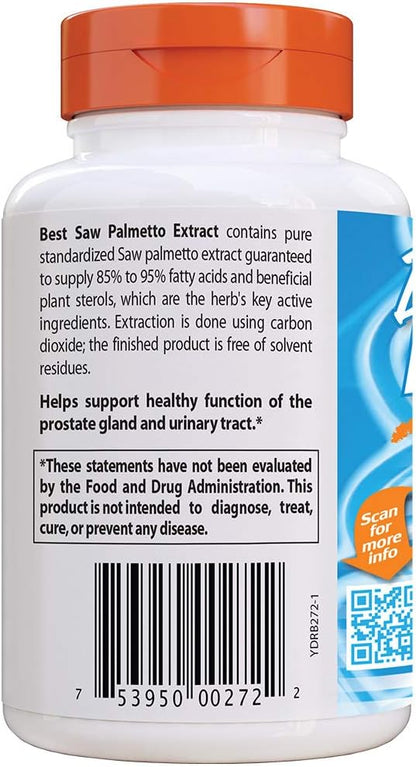 Best Saw Palmetto Extract contains pure
standardized Saw palmetto extract guaranteed
to supply 85% to 95% fatty acids and beneficial
plant sterols, which are the herb's key active
ingredients. Extraction is done using carbon
dioxide; the finished product is free of solvent
residues.
Helps support healthy function of the
prostate gland and urinary tract.*
*These statements have not been evaluated
by the Food and Drug Administration. This
product is not intended to diagnose, treat,
cure, or prevent any disease.
7 53950 00272 2
YDRB272-1
Scan
for
more
info